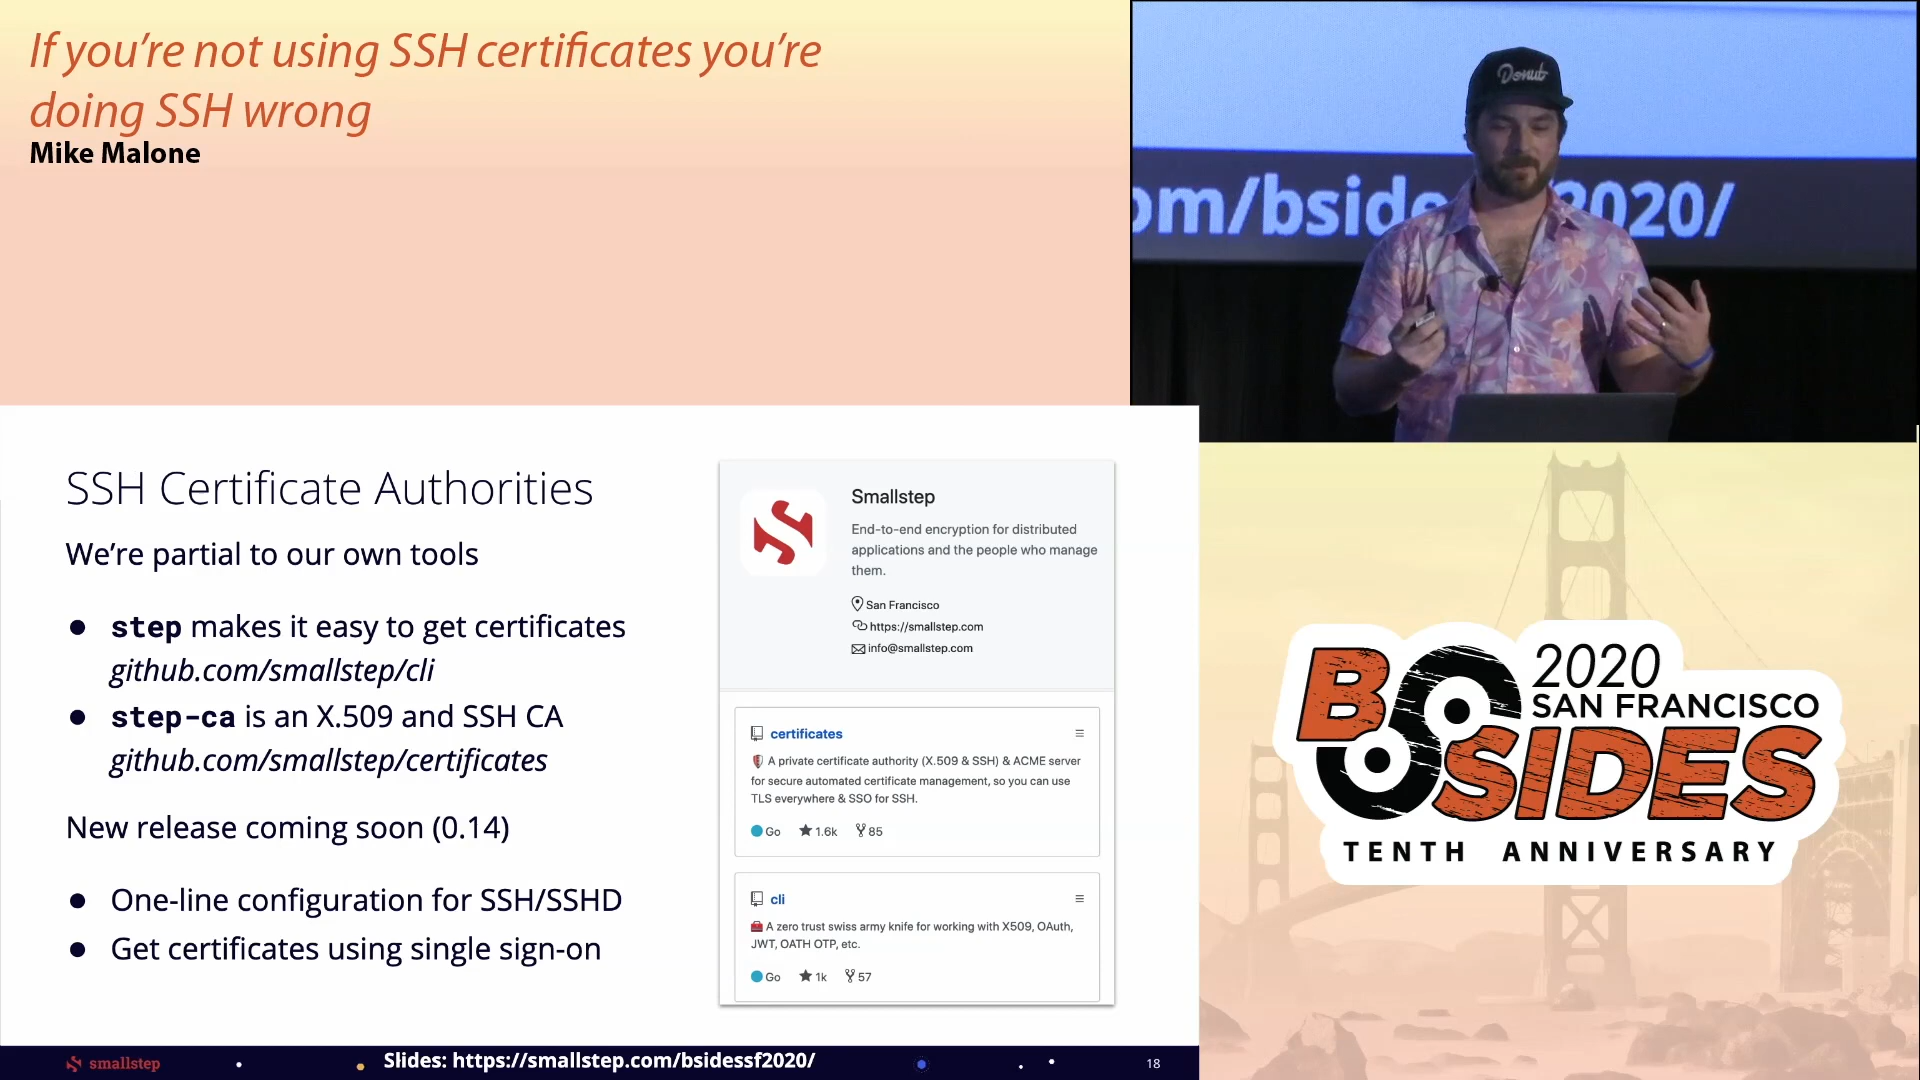 If you’re not using SSH certificates you’re
doing SSH wrong
Mike Malone
Donut
om/bsides 2020/
SSH Certificate Authorities
We’re partial to our own tools
● step makes it easy to get certificates
github.com/smallstep/cli
● step-ca is an X.509 and SSH CA
github.com/smallstep/certificates
New release coming soon (0.14)
● One-line configuration for SSH/SSHD
● Get certificates using single sign-on
Smallstep
End-to-end encryption for distributed
applications and the people who manage
them.
San Francisco
https://smallstep.com
info@smallstep.com
certificates
A private certificate authority (X.509 & SSH) & ACME server
for secure automated certificate management, so you can use
TLS everywhere & SSO for SSH.
Go 1.6k 85
cli
A zero trust swiss army knife for working with X509, OAuth,
JWT, OATH OTP, etc.
Go 1k 57
smallstep
Slides: https://smallstep.com/bsidessf2020/
18
2020
SAN FRANCISCO
BSIDES
TENTH ANNIVERSARY